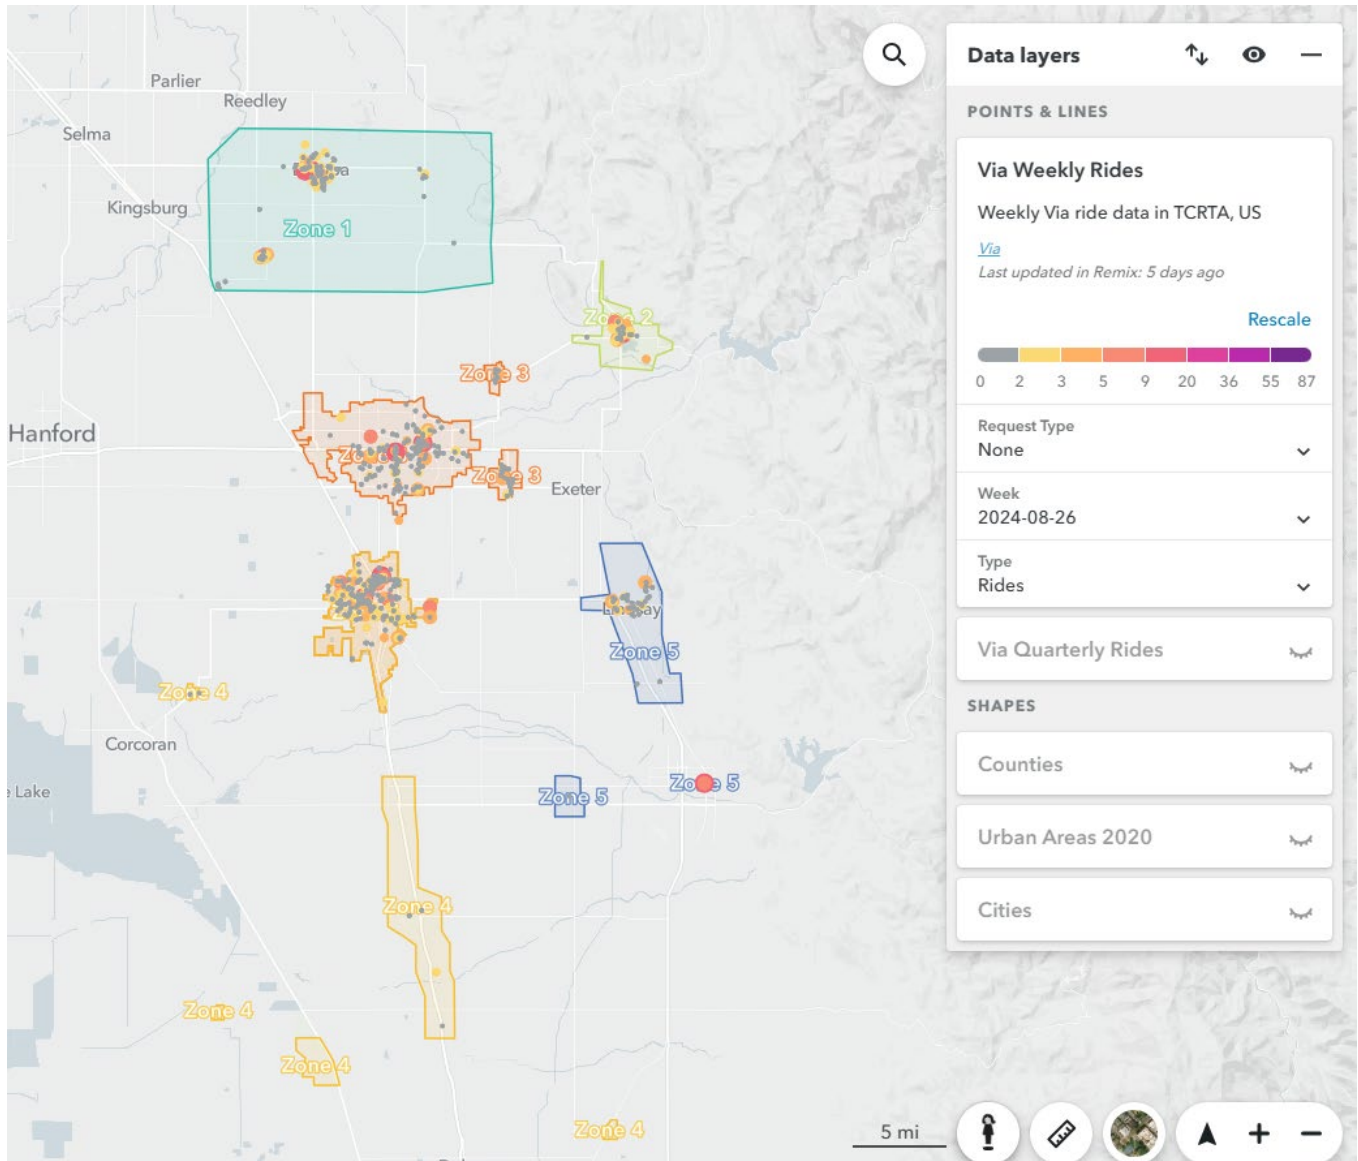 Parlier
Reedley
Selma
Kingsburg
Zone 1
Zone 2
Zone 3
Hanford
Zone 3
Exeter
Lindsay
Zone 5
Zone 4
Corcoran
Lake
Zone 5
Zone 5
Zone 4
Zone 4
Zone 4
Zone 4
5 mi
Data layers
POINTS & LINES
Via Weekly Rides
Weekly Via ride data in TCRTA, US
Via
Last updated in Remix: 5 days ago
Rescale
0 2 3 5 9 20 36 55 87
Request Type
None
Week
2024-08-26
Type
Rides
Via Quarterly Rides
SHAPES
Counties
Urban Areas 2020
Cities